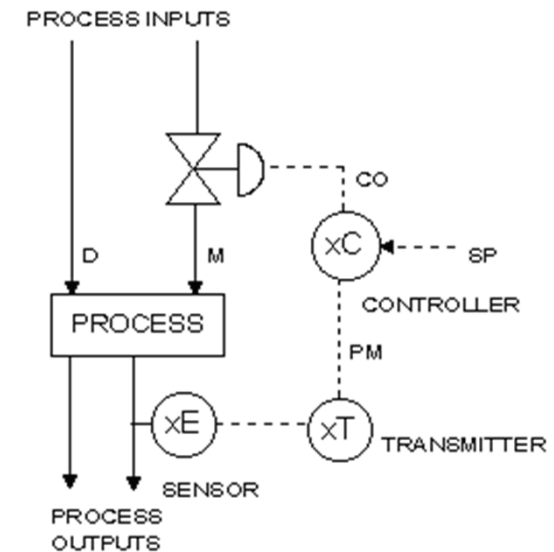 PROCESS INPUTS
CO
xC
SP
D
M
CONTROLLER
PROCESS
PM
xE
xT
TRANSMITTER
SENSOR
PROCESS
OUTPUTS